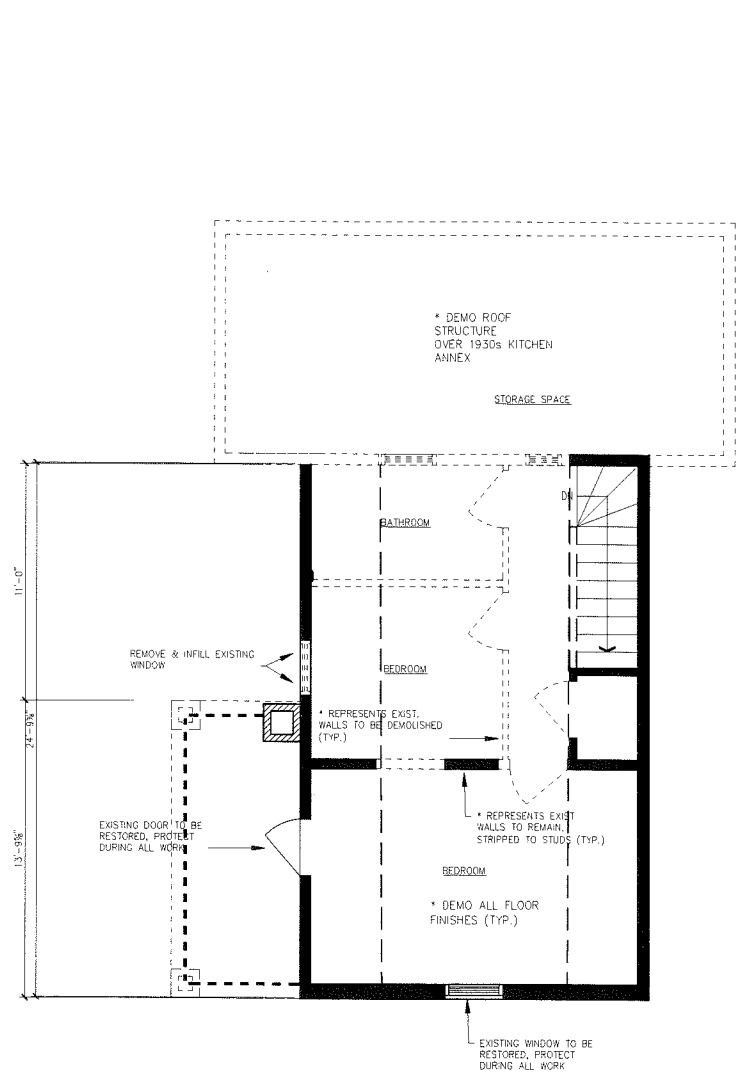 * DEMO ROOF
STRUCTURE
OVER 1930s KITCHEN
ANNEX
STORAGE SPACE
DN
BATHROOM
11'-0"
REMOVE & INFILL EXISTING
WINDOW
BEDROOM
* REPRESENTS EXIST.
WALLS TO BE DEMOLISHED
(TYP.)
24'-9⅞"
13'-9⅞"
EXISTING DOOR TO BE
RESTORED, PROTECT
DURING ALL WORK
* REPRESENTS EXIST
WALLS TO REMAIN,
STRIPPED TO STUDS (TYP.)
BEDROOM
* DEMO ALL FLOOR
FINISHES (TYP.)
EXISTING WINDOW TO BE
RESTORED, PROTECT
DURING ALL WORK